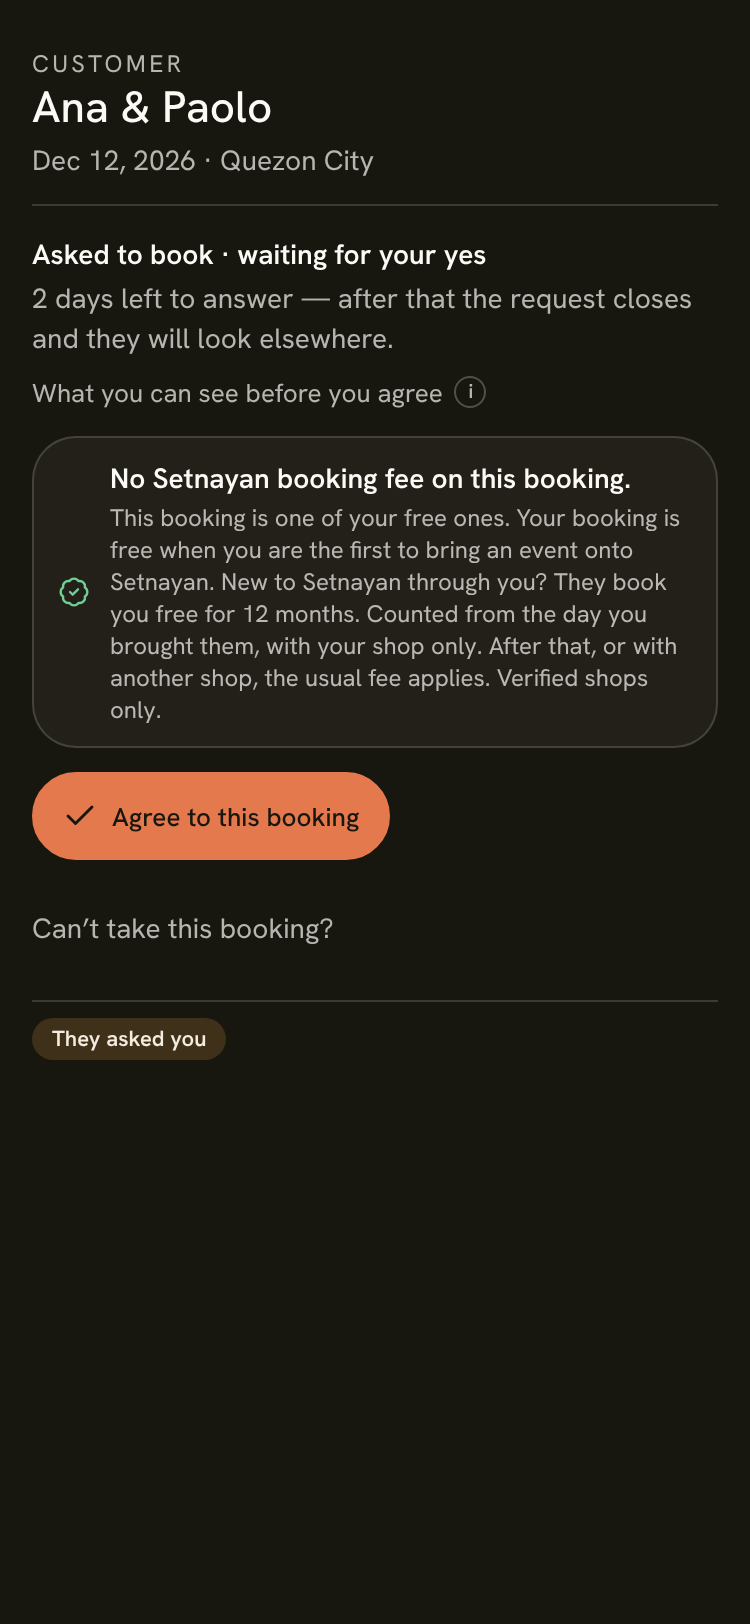 CUSTOMER
Ana & Paolo
Dec 12, 2026 · Quezon City
Asked to book · waiting for your yes
2 days left to answer — after that the request closes
and they will look elsewhere.
What you can see before you agree i
No Setnayan booking fee on this booking.
This booking is one of your free ones. Your booking is
free when you are the first to bring an event onto
Setnayan. New to Setnayan through you? They book
you free for 12 months. Counted from the day you
brought them, with your shop only. After that, or with
another shop, the usual fee applies. Verified shops
only.
Agree to this booking
Can’t take this booking?
They asked you